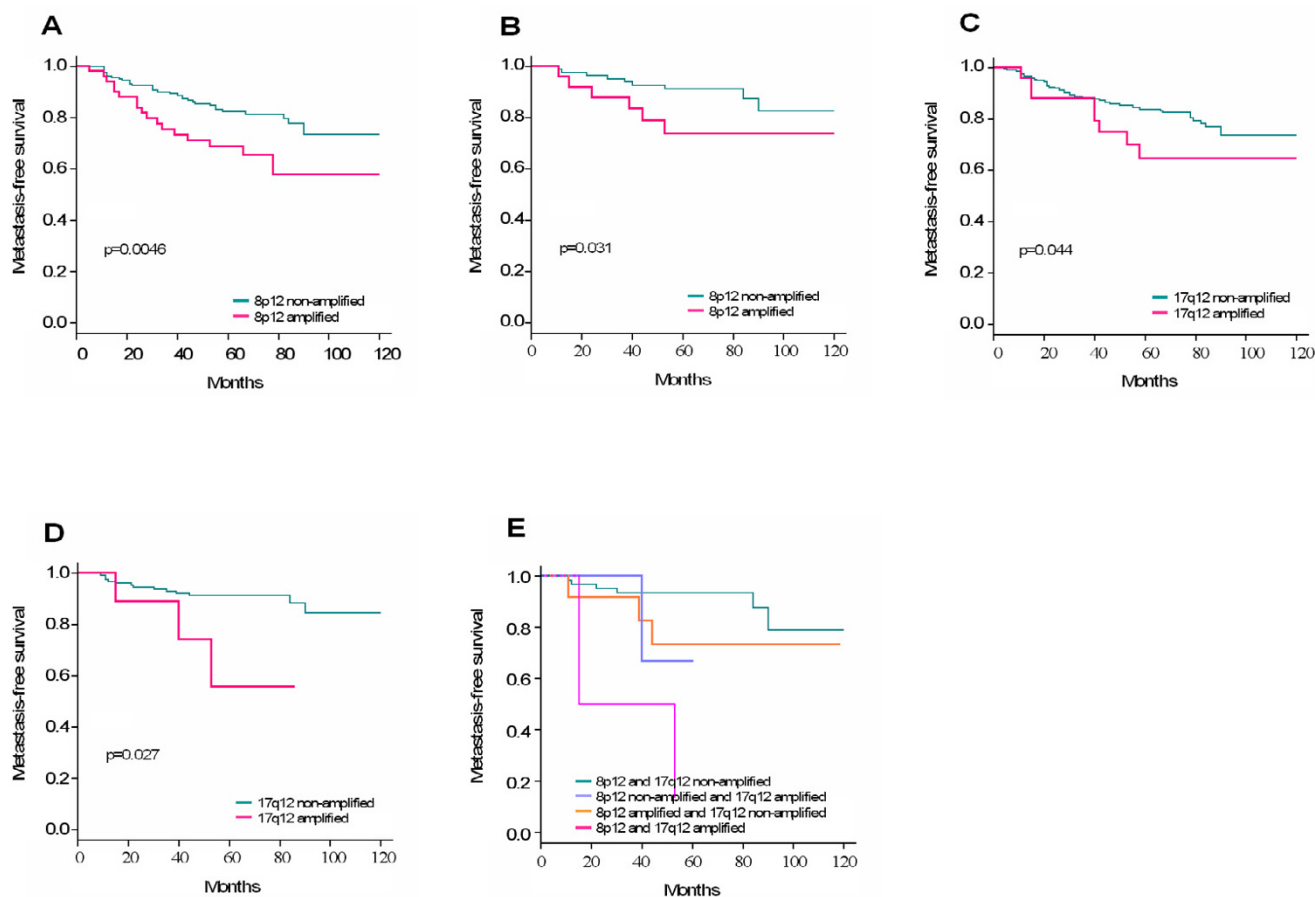 A
Metastasis-free survival
1.0
0.8
0.6
0.4
0.2
0.0
p=0.0046
8p12 non-amplified
8p12 amplified
0 20 40 60 80 100 120
Months
B
Metastasis-free survival
1.0
0.8
0.6
0.4
0.2
0.0
p=0.031
8p12 non-amplified
8p12 amplified
0 20 40 60 80 100 120
Months
C
Metastasis-free survival
1.0
0.8
0.6
0.4
0.2
0.0
p=0.044
17q12 non-amplified
17q12 amplified
0 20 40 60 80 100 120
Months
D
Metastasis-free survival
1.0
0.8
0.6
0.4
0.2
0.0
p=0.027
17q12 non-amplified
17q12 amplified
0 20 40 60 80 100 120
Months
E
Metastasis-free survival
1.0
0.8
0.6
0.4
0.2
0.0
8p12 and 17q12 non-amplified
8p12 non-amplified and 17q12 amplified
8p12 amplified and 17q12 non-amplified
8p12 and 17q12 amplified
0 20 40 60 80 100 120
Months